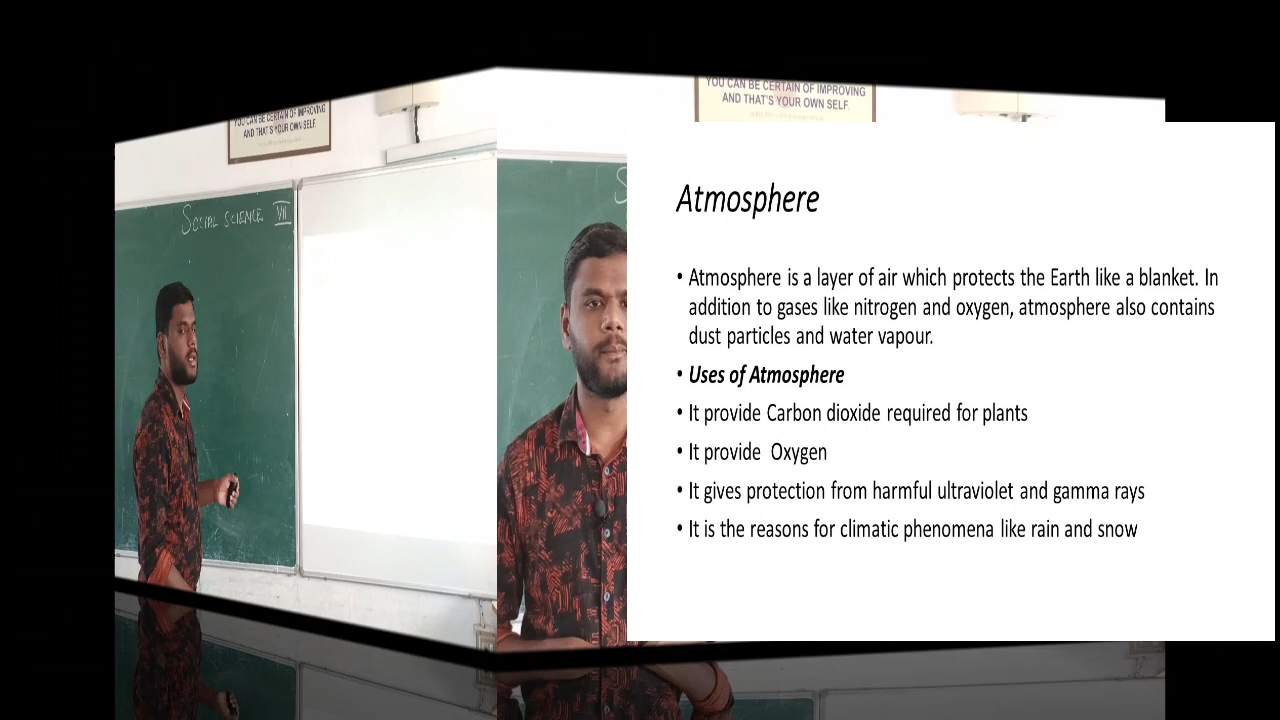 YOU CAN BE CERTAIN OF IMPROVING
AND THAT'S YOUR OWN SELF.
SOCIAL SCIENCE VII
YOU CAN BE CERTAIN OF IMPROVING
AND THAT'S YOUR OWN SELF.
S
Atmosphere
• Atmosphere is a layer of air which protects the Earth like a blanket. In
addition to gases like nitrogen and oxygen, atmosphere also contains
dust particles and water vapour.
• Uses of Atmosphere
• It provide Carbon dioxide required for plants
• It provide Oxygen
• It gives protection from harmful ultraviolet and gamma rays
• It is the reasons for climatic phenomena like rain and snow